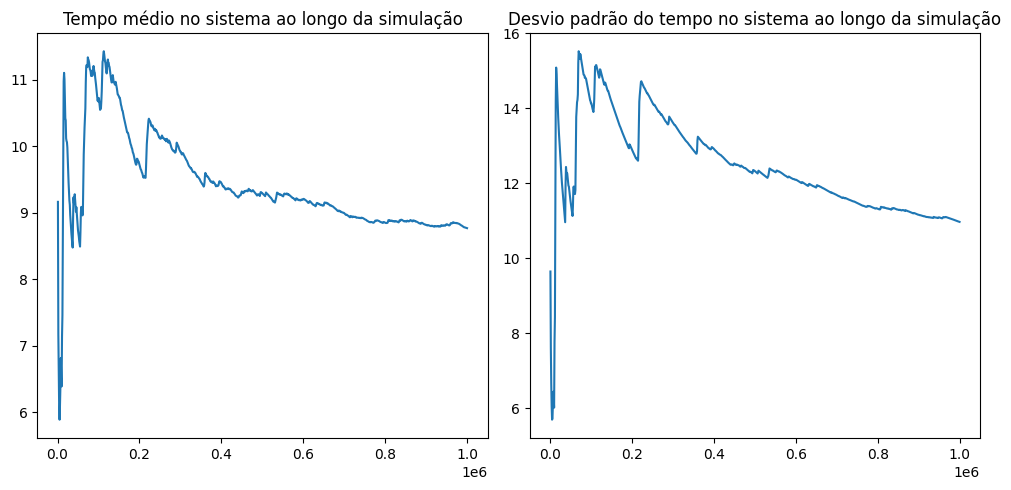 Tempo médio no sistema ao longo da simulação
11
10
9
8
7
6
0.0 0.2 0.4 0.6 0.8 1.0
1e6
Desvio padrão do tempo no sistema ao longo da simulação
16
14
12
10
8
6
0.0 0.2 0.4 0.6 0.8 1.0
1e6